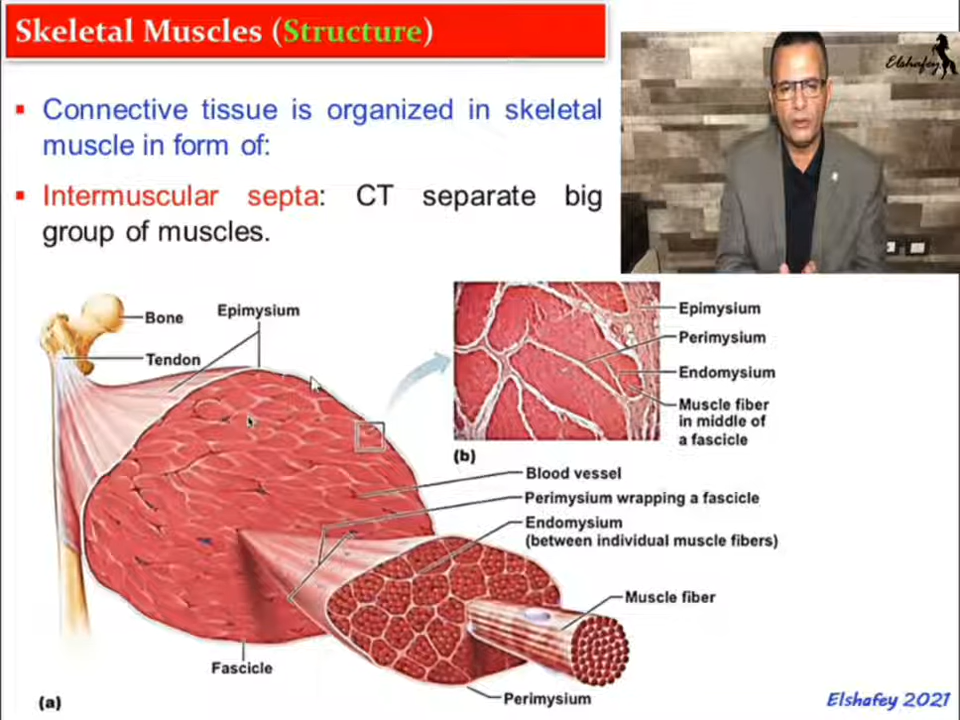 Skeletal Muscles (Structure)
Elshafey
▪ Connective tissue is organized in skeletal
muscle in form of:
▪ Intermuscular septa: CT separate big
group of muscles.
Bone
Epimysium
Tendon
Epimysium
Perimysium
Endomysium
Muscle fiber
in middle of
a fascicle
(b)
Blood vessel
Perimysium wrapping a fascicle
Endomysium
(between individual muscle fibers)
Muscle fiber
Fascicle
Perimysium
(a)
Elshafey 2021